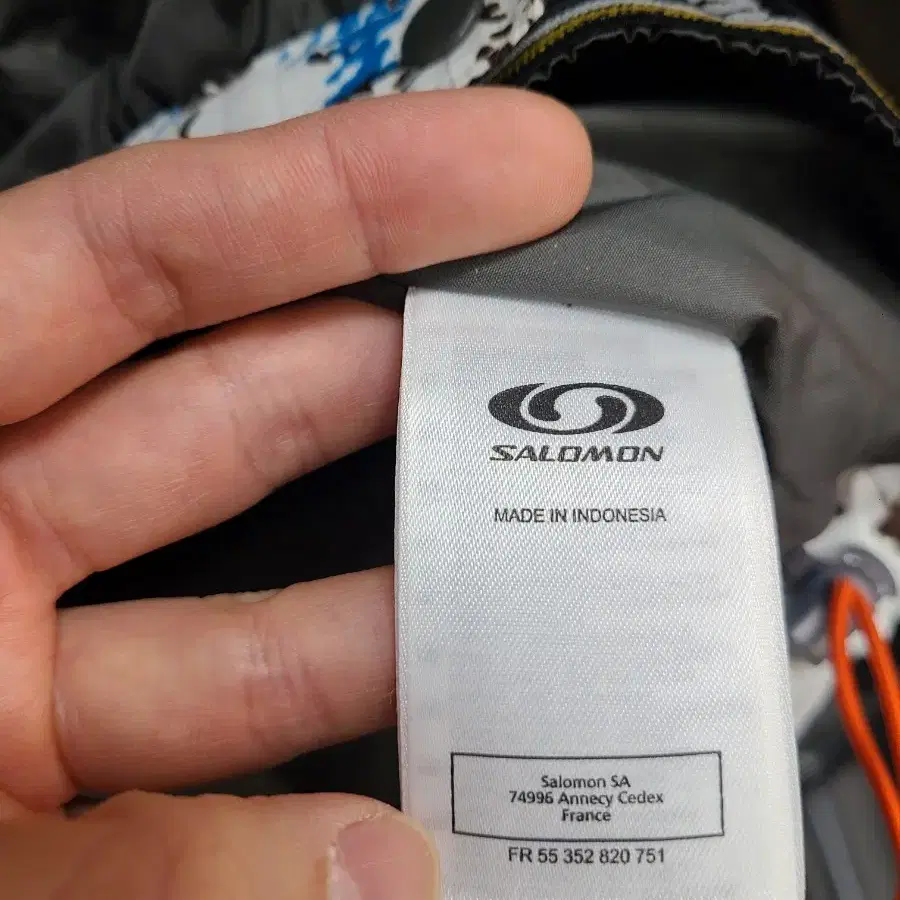 SALOMON
MADE IN INDONESIA
Salomon SA
74996 Annecy Cedex
France
FR 55 352 820 751